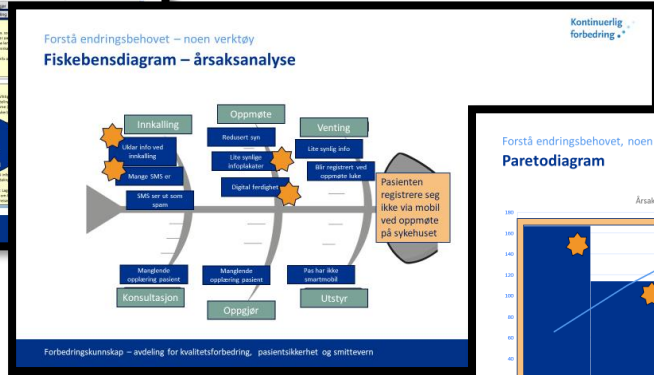 Kontinuerlig
forbedring
Forstå endringsbehovet – noen verktøy
Fiskebensdiagram – årsaksanalyse
Innkalling
Oppmøte
Venting
Uklar info ved
innkalling
Mange SMS er
SMS ser ut som
spam
Redusert syn
Lite synlige
infoplakater
Digital ferdighet
Lite synlig info
Blir registrert ved
oppmøte luke
Pasienten
registrere seg
ikke via mobil
ved oppmøte
på sykehuset
Manglende
opplæring pasient
Manglende
opplæring pasient
Pas har ikke
smartmobil
Konsultasjon
Oppgjør
Utstyr
Forbedringskunnskap – avdeling for kvalitetsforbedring, pasientsikkerhet og smittevern
Forstå endringsbehovet, noen
Paretodiagram
Årsak
180
160
140
120
100
80
60
40